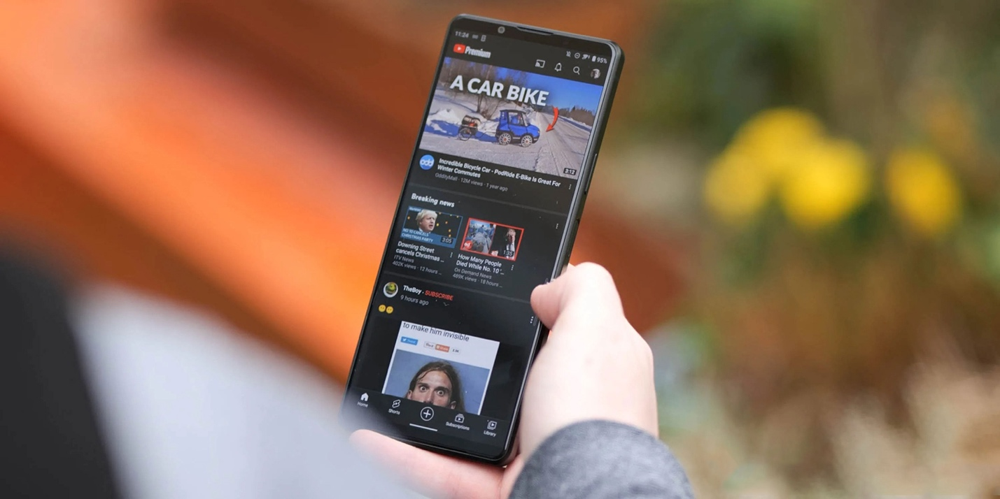 11:24
95%
Premium
A CAR BIKE
3:12
odd
Incredible Bicycle Car - PodRide E-Bike Is Great For
Winter Commutes
OddityMall · 12M views · 1 year ago
Breaking news
NO 10 CANCELS
CHRISTMAS PARTY
3:05
1:35
Downing Street
cancels Christmas ...
ITV News
402K views · 12 hours ...
How Many People
Died While No. 10 '...
On Demand News
489K views · 18 hours ...
TheBoy · SUBSCRIBE
9 hours ago
to make him invisible
Tweet
Share
Home
Shorts
Subscriptions
Library